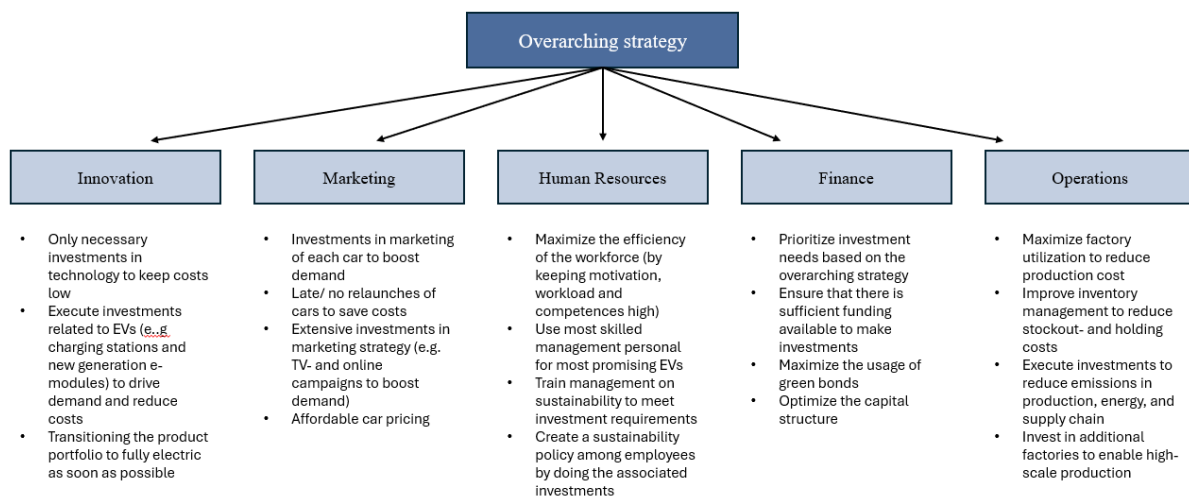 Overarching strategy
Innovation
Marketing
Human Resources
Finance
Operations
• Only necessary
investments in
technology to keep costs
low
• Execute investments
related to EVs (e..g
charging stations and
new generation e-
modules) to drive
demand and reduce
costs
• Transitioning the product
portfolio to fully electric
as soon as possible
• Investments in marketing
of each car to boost
demand
• Late/ no relaunches of
cars to save costs
• Extensive investments in
marketing strategy (e.g.
TV- and online
campaigns to boost
demand)
• Affordable car pricing
• Maximize the efficiency
of the workforce (by
keeping motivation,
workload and
competences high)
• Use most skilled
management personal
for most promising EVs
• Train management on
sustainability to meet
investment requirements
• Create a sustainability
policy among employees
by doing the associated
investments
• Prioritize investment
needs based on the
overarching strategy
• Ensure that there is
sufficient funding
available to make
investments
• Maximize the usage of
green bonds
• Optimize the capital
structure
• Maximize factory
utilization to reduce
production cost
• Improve inventory
management to reduce
stockout- and holding
costs
• Execute investments to
reduce emissions in
production, energy, and
supply chain
• Invest in additional
factories to enable high-
scale production